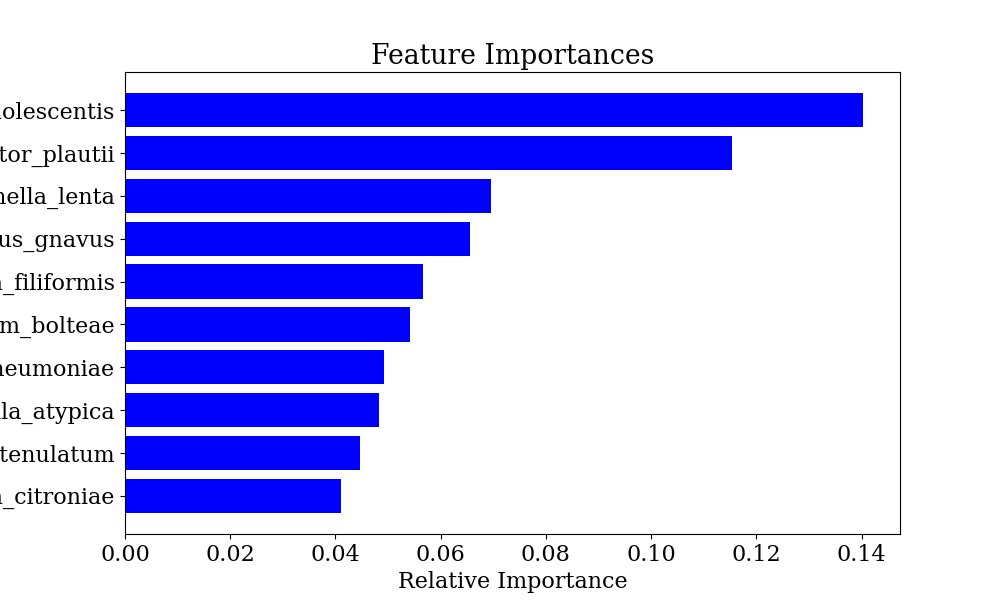 Feature Importances
olescentis
tor_plautii
nella_lenta
us_gnavus
_filiformis
m_bolteae
neumoniae
la_atypica
tenulatum
_citroniae
0.00 0.02 0.04 0.06 0.08 0.10 0.12 0.14
Relative Importance